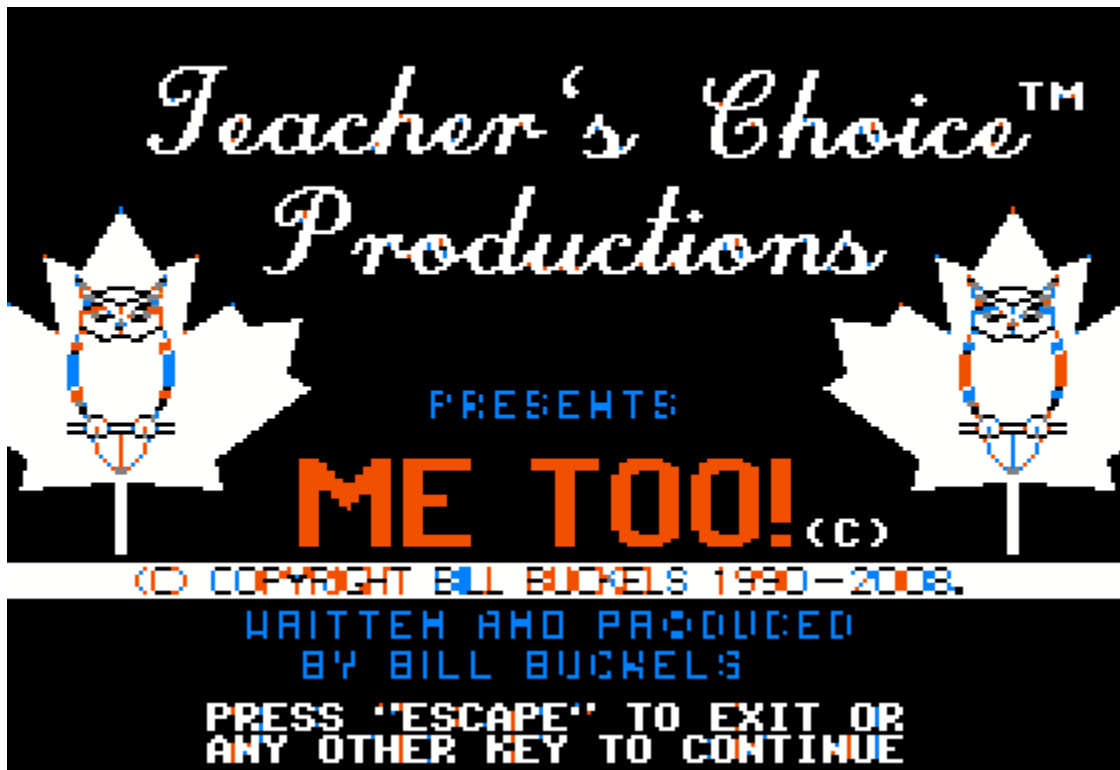 Teacher's Choice™
Productions
PRESENTS
ME TOO! (C)
(C) COPYRIGHT BILL BUCKELS 1990-2008.
WRITTEN AND PRODUCED
BY BILL BUCKELS
PRESS "ESCAPE" TO EXIT OR
ANY OTHER KEY TO CONTINUE